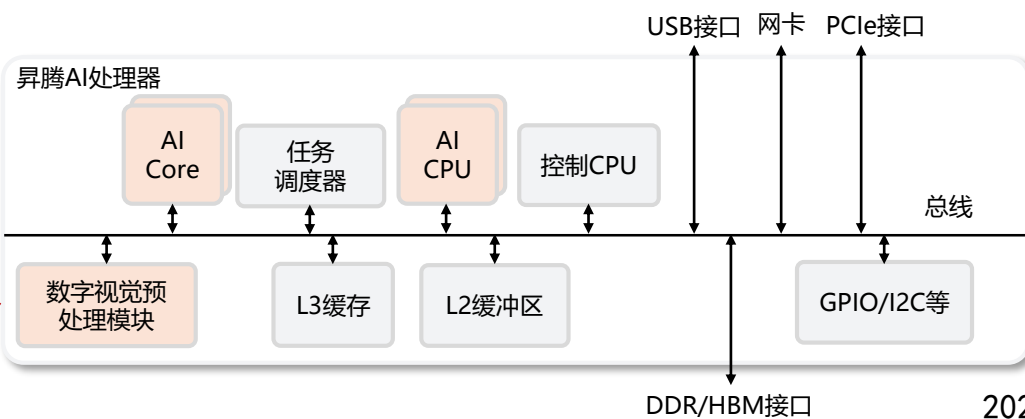 USB接口 网卡 PCIe接口
昇腾AI处理器
AI
Core
任务
调度器
AI
CPU
控制CPU
总线
数字视觉预
处理模块
L3缓存
L2缓冲区
GPIO/I2C等
DDR/HBM接口
202